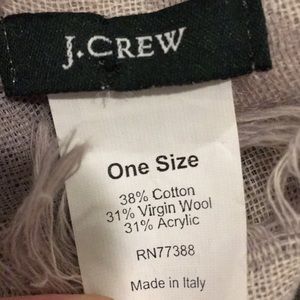 J.CREW
One Size
38% Cotton
31% Virgin Wool
31% Acrylic
RN77388
Made in Italy